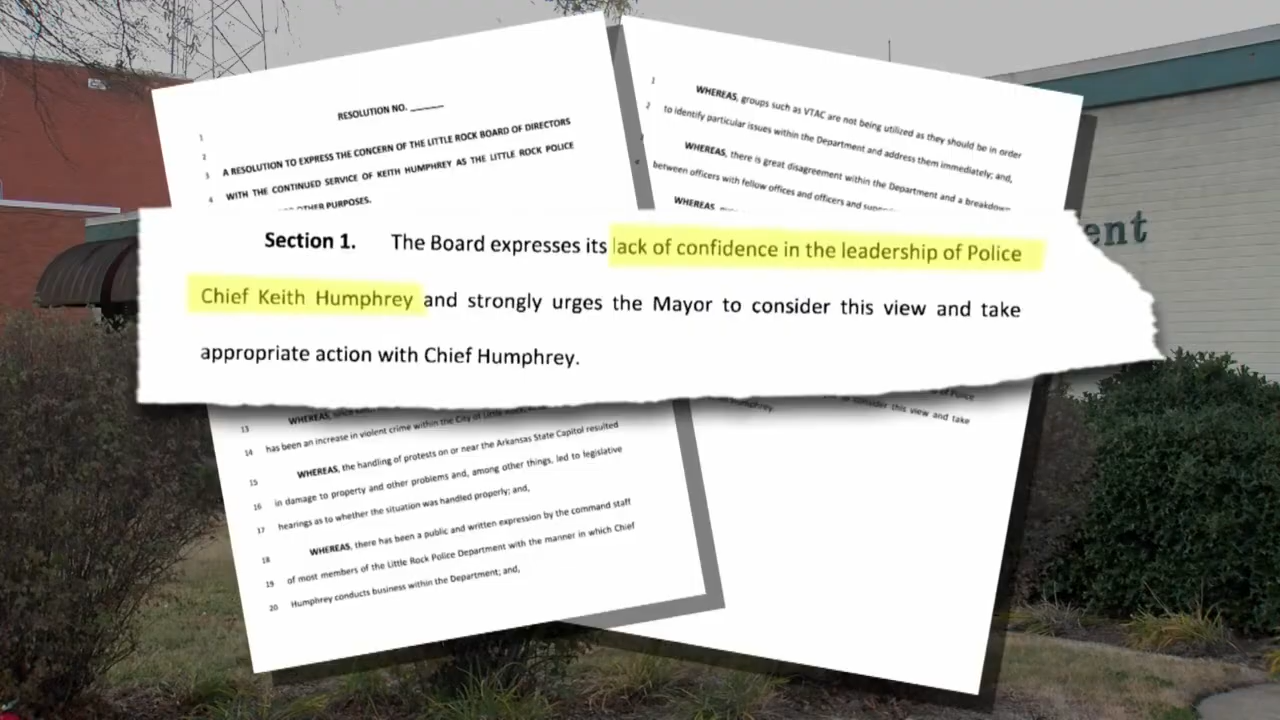 RESOLUTION NO. ______
1
2
3 A RESOLUTION TO EXPRESS THE CONCERN OF THE LITTLE ROCK BOARD OF DIRECTORS
4 WITH THE CONTINUED SERVICE OF KEITH HUMPHREY AS THE LITTLE ROCK POLICE
OTHER PURPOSES.
1 WHEREAS, groups such as VTAC are not being utilized as they should be in order
2 to identify particular issues within the Department and address them immediately; and,
WHEREAS, there is great disagreement within the Department and a breakdown
between officers with fellow offices and officers and
WHEREAS
ent
Section 1. The Board expresses its lack of confidence in the leadership of Police
Chief Keith Humphrey and strongly urges the Mayor to consider this view and take
appropriate action with Chief Humphrey.
13 WHEREAS,
14 has been an increase in violent crime within the City of Little Rock,
15 WHEREAS, the handling of protests on or near the Arkansas State Capitol resulted
16 in damage to property and other problems and, among other things, led to legislative
17 hearings as to whether the situation was handled properly; and,
18 WHEREAS, there has been a public and written expression by the command staff
19 of most members of the Little Rock Police Department with the manner in which Chief
20 Humphrey conducts business within the Department; and,
of Police
consider this view and take